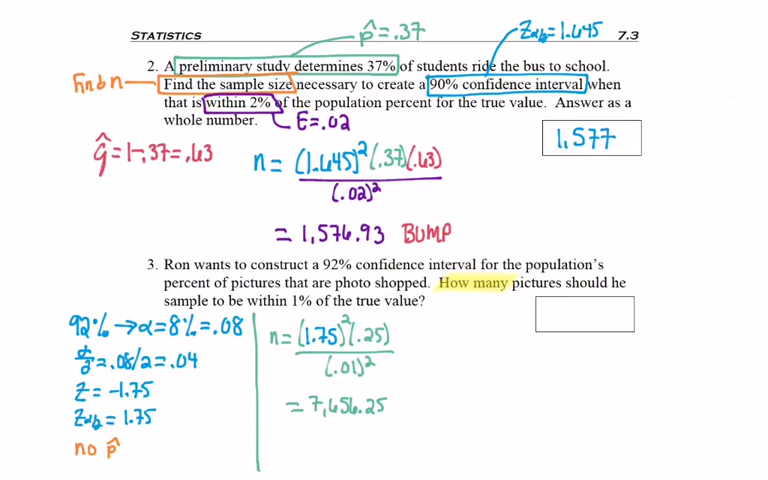 STATISTICS p̂ = .37 Zα/2 = 1.645 7.3
2. A preliminary study determines 37% of students ride the bus to school.
Find n Find the sample size necessary to create a 90% confidence interval when
that is within 2% of the population percent for the true value. Answer as a
whole number. E = .02
1,577
q̂ = 1-.37 = .63 n = (1.645)²(.37)(.63)
(.02)²
= 1,576.93 BUMP
3. Ron wants to construct a 92% confidence interval for the population's
percent of pictures that are photo shopped. How many pictures should he
sample to be within 1% of the true value?
92% → α = 8% = .08
α/2 = .08/2 = .04
Z = -1.75
Zα/2 = 1.75
no p̂
n = (1.75)²(.25)
(.01)²
= 7,656.25